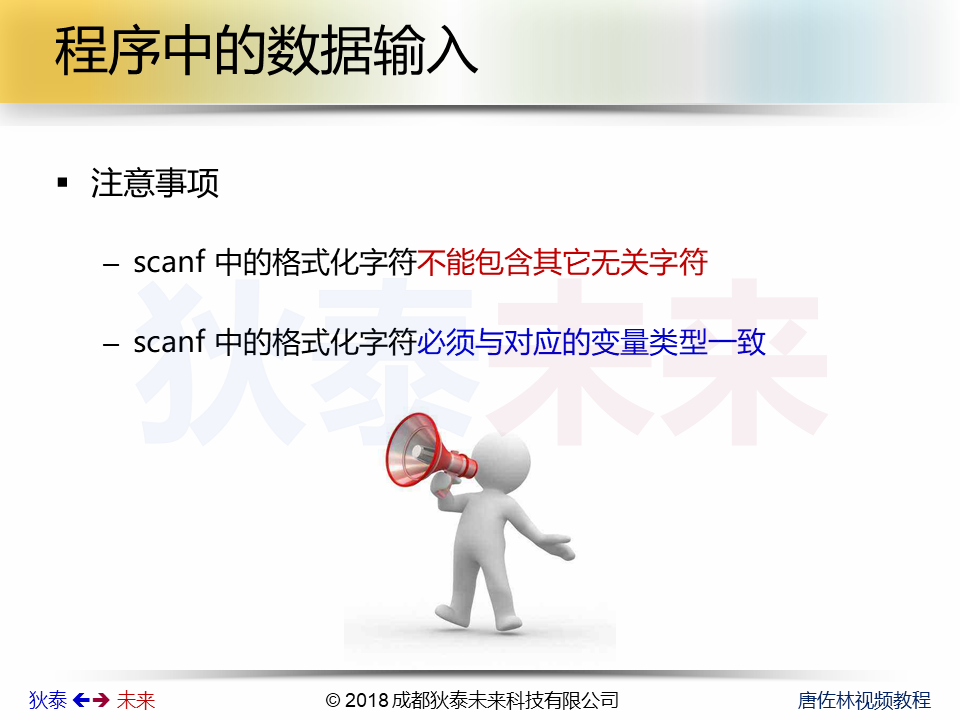 程序中的数据输入
▪ 注意事项
– scanf 中的格式化字符不能包含其它无关字符
– scanf 中的格式化字符必须与对应的变量类型一致
狄泰未来
狄泰 🡸🡺 未来
© 2018 成都狄泰未来科技有限公司
唐佐林视频教程